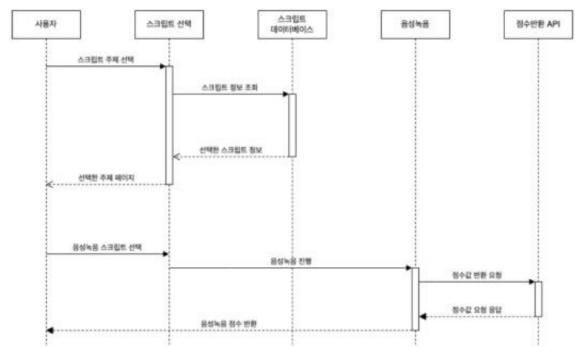 사용자
스크립트 선택
스크립트
데이터베이스
음성녹음
점수반환 API
스크립트 주제 선택
스크립트 정보 조회
선택한 스크립트 정보
선택한 주제 페이지
음성녹음 스크립트 선택
음성녹음 진행
점수값 반환 요청
점수값 요청 응답
음성녹음 점수 반환